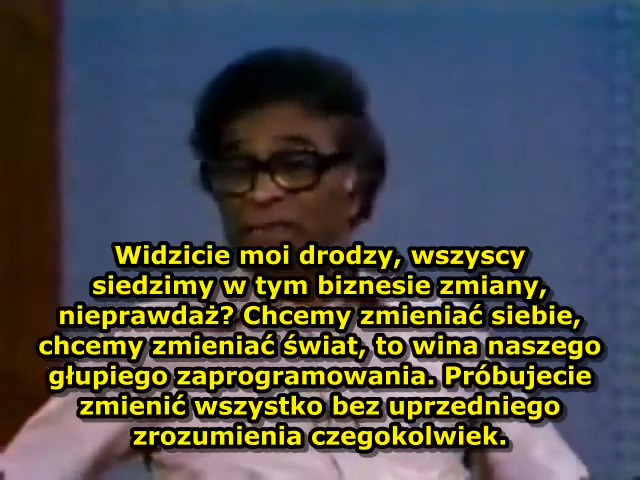 Widzicie moi drodzy, wszyscy
siedzimy w tym biznesie zmiany,
nieprawdaż? Chcemy zmieniać siebie,
chcemy zmieniać świat, to wina naszego
głupiego zaprogramowania. Próbujecie
zmienić wszystko bez uprzedniego
zrozumienia czegokolwiek.